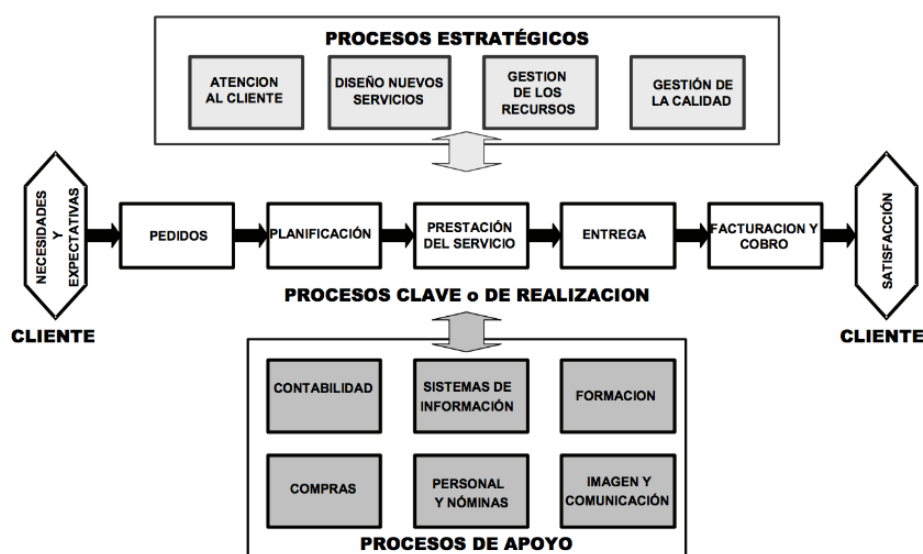 PROCESOS ESTRATÉGICOS
ATENCION
AL CLIENTE
DISEÑO NUEVOS
SERVICIOS
GESTION
DE LOS
RECURSOS
GESTIÓN DE
LA CALIDAD
NECESIDADES
Y
EXPECTATIVAS
PEDIDOS
PLANIFICACIÓN
PRESTACIÓN
DEL SERVICIO
ENTREGA
FACTURACION Y
COBRO
SATISFACCIÓN
PROCESOS CLAVE o DE REALIZACION
CLIENTE
CLIENTE
CONTABILIDAD
SISTEMAS DE
INFORMACIÓN
FORMACION
COMPRAS
PERSONAL
Y NÓMINAS
IMAGEN Y
COMUNICACIÓN
PROCESOS DE APOYO